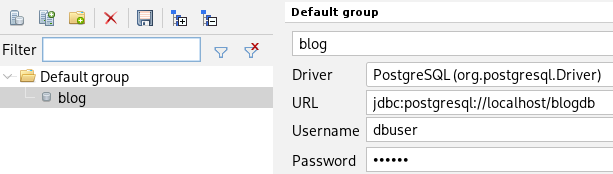 Filter
Default group
blog
Default group
blog
Driver PostgreSQL (org.postgresql.Driver)
URL jdbc:postgresql://localhost/blogdb
Username dbuser
Password ••••••